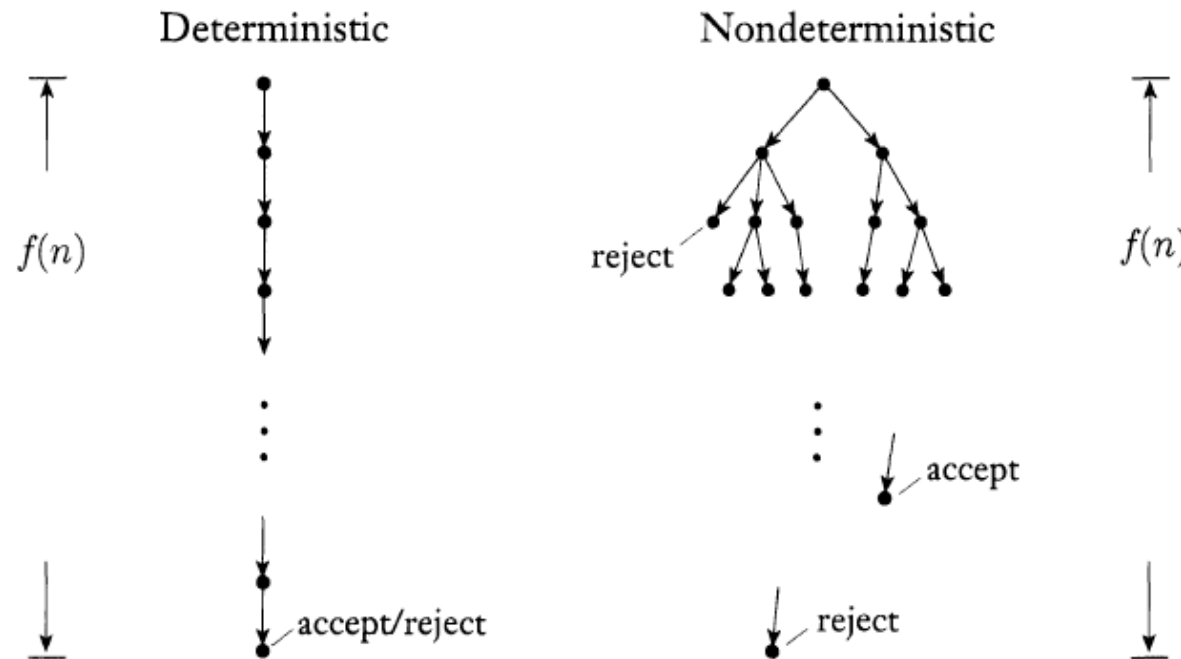 Deterministic
Nondeterministic
f(n)
reject
f(n)
accept
accept/reject
reject